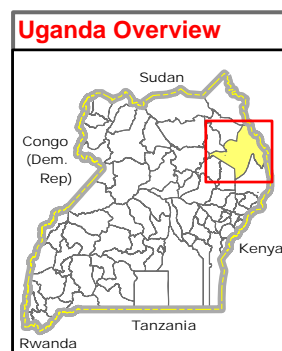 Uganda Overview
Sudan
Congo
(Dem.
Rep)
Kenya
Tanzania
Rwanda